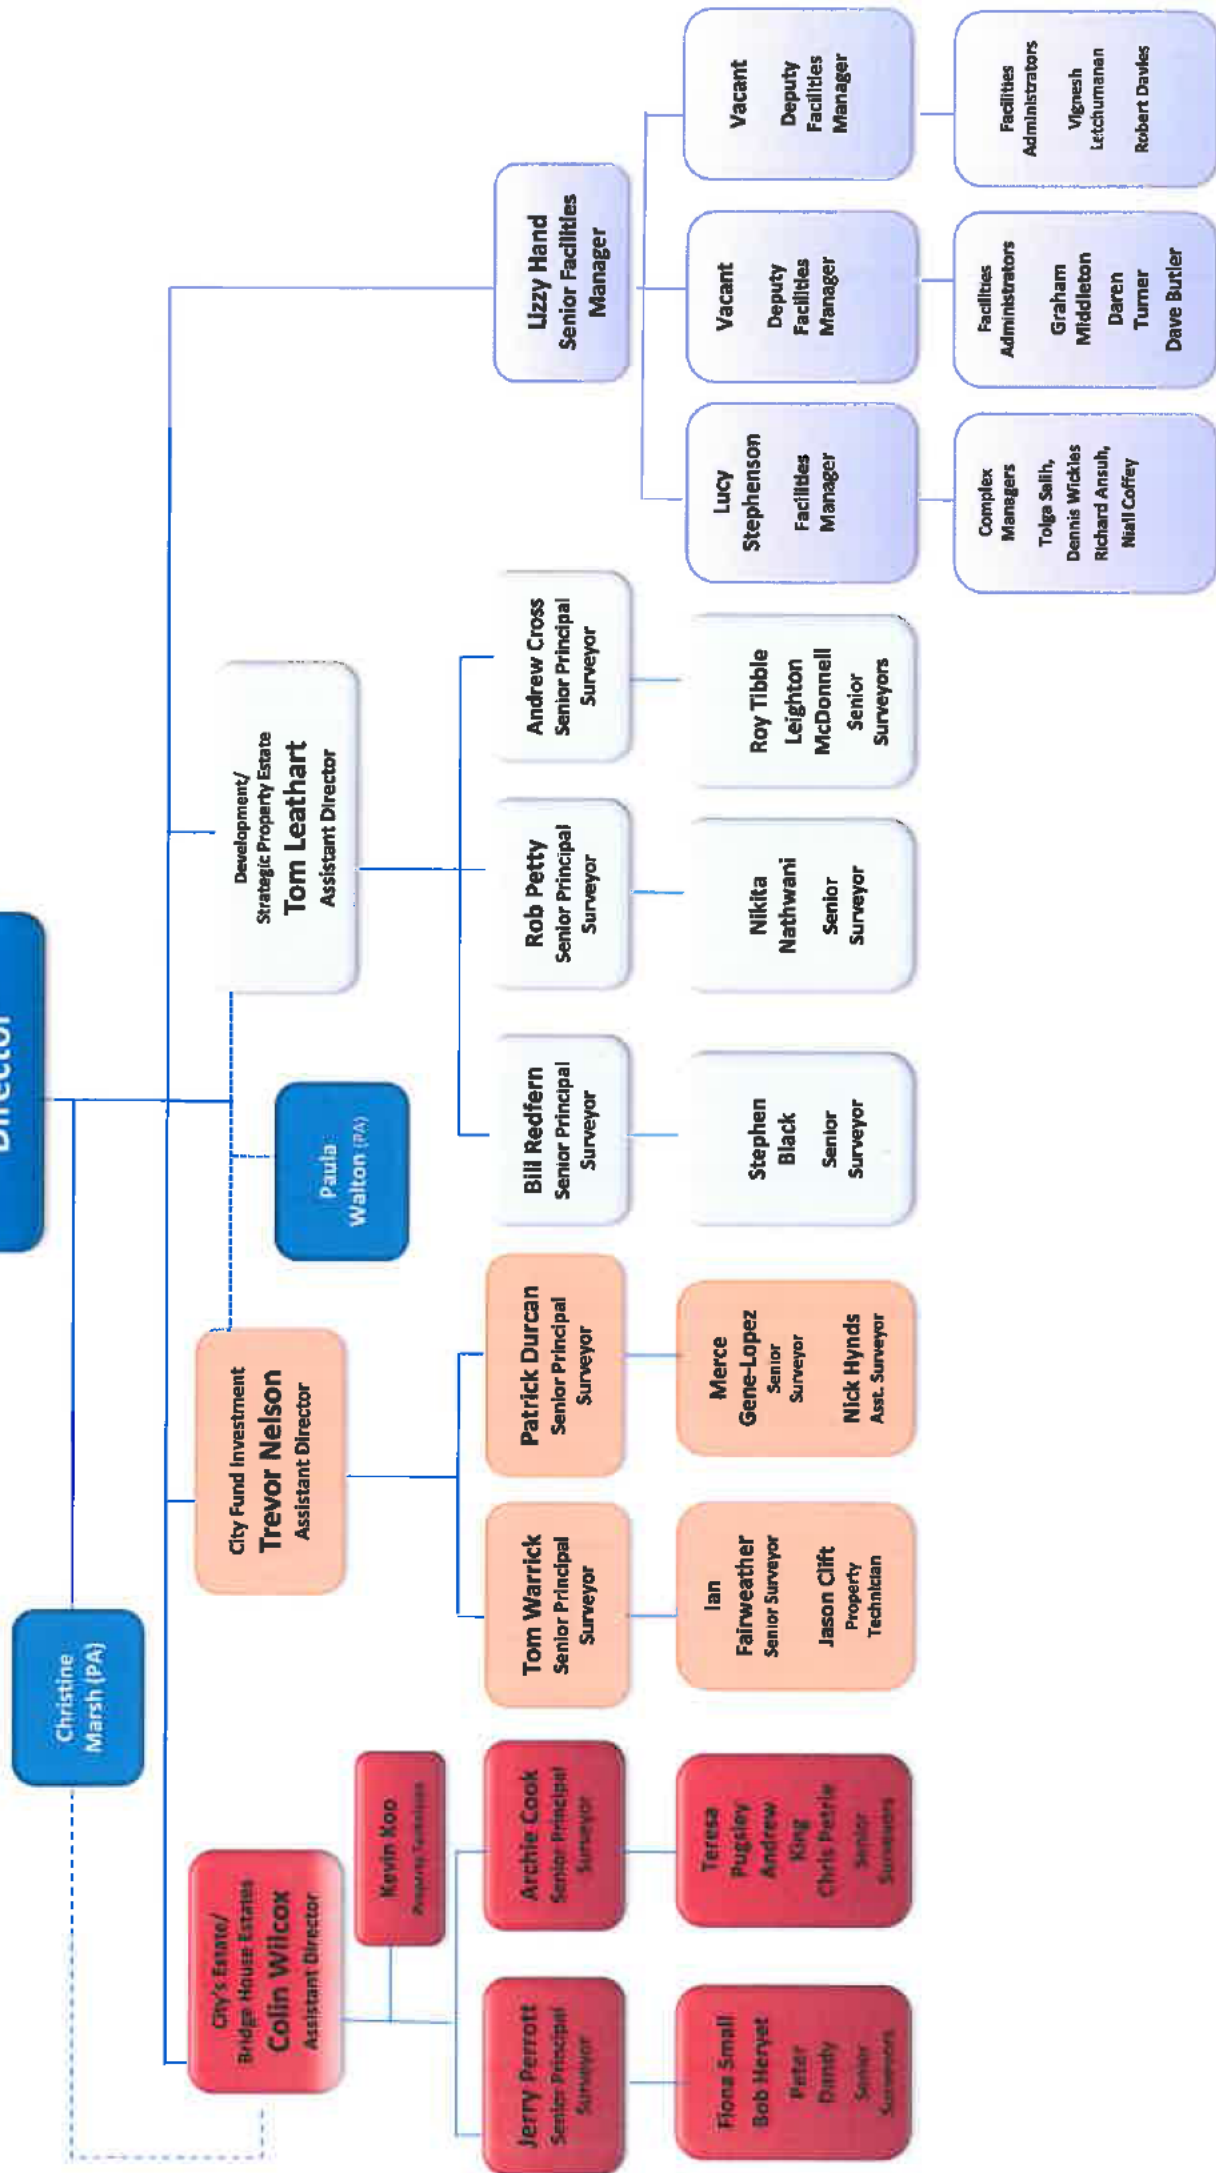 Director
Christine
Marsh (PA)
City's Estate/
Bridge House Estates
Colin Wilcox
Assistant Director
City Fund Investment
Trevor Nelson
Assistant Director
Paula
Walton (PA)
Development/
Strategic Property Estate
Tom Leathart
Assistant Director
Kevin Koo
Property Technician
Jerry Perrott
Senior Principal
Surveyor
Archie Cook
Senior Principal
Surveyor
Tom Warrick
Senior Principal
Surveyor
Patrick Durcan
Senior Principal
Surveyor
Bill Redfern
Senior Principal
Surveyor
Rob Petty
Senior Principal
Surveyor
Andrew Cross
Senior Principal
Surveyor
Lizzy Hand
Senior Facilities
Manager
Fiona Small
Bob Hervet
Peter
Dandy
Senior
Surveyors
Teresa
Pugsley
Andrew
King
Chris Petrie
Senior
Surveyors
Ian
Fairweather
Senior Surveyor
Jason Clift
Property
Technician
Merce
Gene-Lopez
Senior
Surveyor
Nick Hynds
Asst. Surveyor
Stephen
Black
Senior
Surveyor
Nikita
Nathwani
Senior
Surveyor
Roy Tibble
Leighton
McDonnell
Senior
Surveyors
Lucy
Stephenson
Facilities
Manager
Vacant
Deputy
Facilities
Manager
Vacant
Deputy
Facilities
Manager
Complex
Managers
Tolga Salih,
Dennis Wickles
Richard Ansuh,
Niall Coffey
Facilities
Administrators
Graham
Middleton
Daren
Turner
Dave Butler
Facilities
Administrators
Vignesh
Letchumanan
Robert Davies